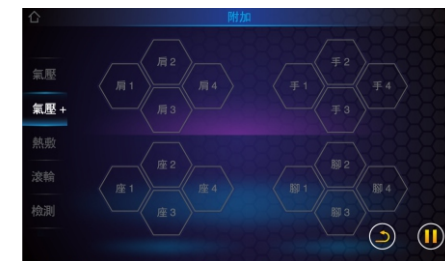 附加
氣壓
氣壓 +
熱敷
滾輪
檢測
肩 1
肩 2
肩 3
肩 4
手 1
手 2
手 3
手 4
座 1
座 2
座 3
座 4
腳 1
腳 2
腳 3
腳 4